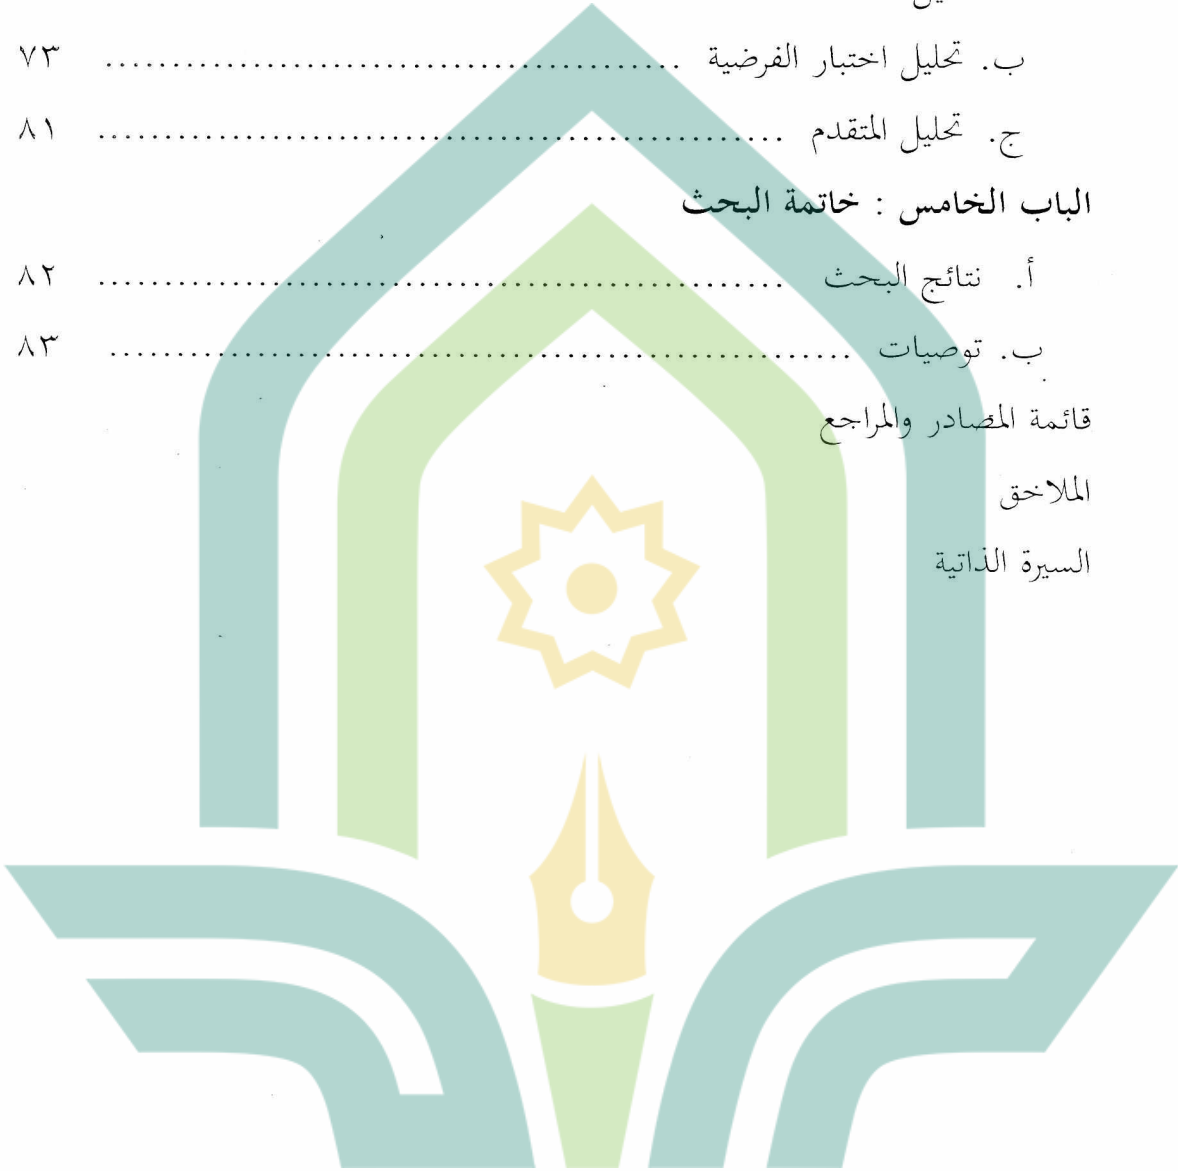 ب. تحليل اختبار الفرضية ........................................... ٧٣
ج. تحليل المتقدم ................................................... ٨١
الباب الخامس : خاتمة البحث
أ. نتائج البحث ................................................... ٨٢
ب. توصيات ....................................................... ٨٣
قائمة المصادر والمراجع
الملاحق
السيرة الذاتية